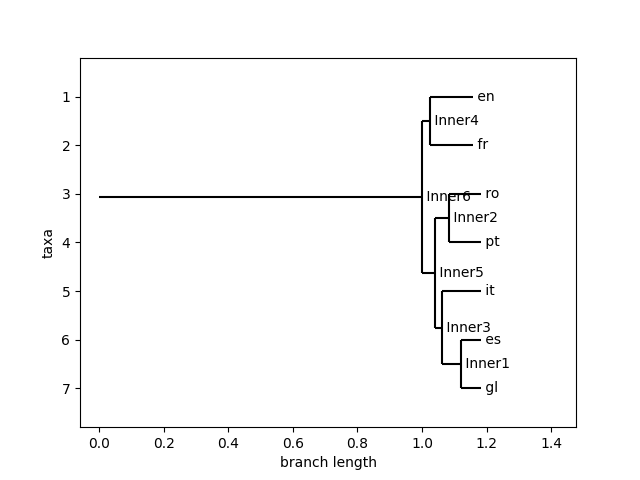 1
en
Inner4
2
fr
3
ro
Inner6
Inner2
4
pt
taxa
Inner5
5
it
Inner3
6
es
Inner1
7
gl
0.0 0.2 0.4 0.6 0.8 1.0 1.2 1.4
branch length